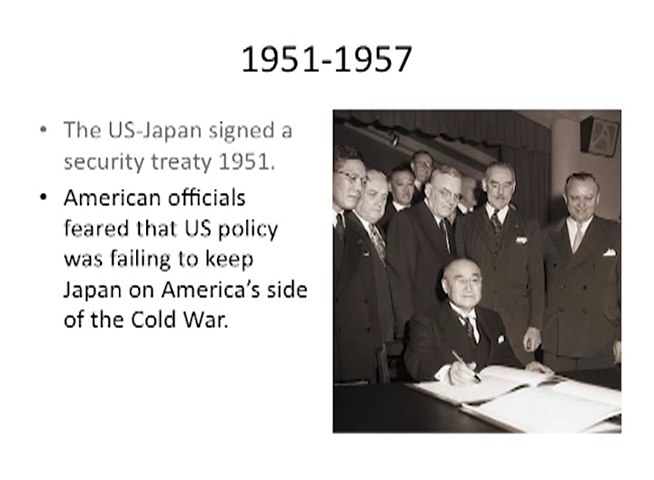 1951-1957
• The US-Japan signed a
security treaty 1951.
• American officials
feared that US policy
was failing to keep
Japan on America's side
of the Cold War.